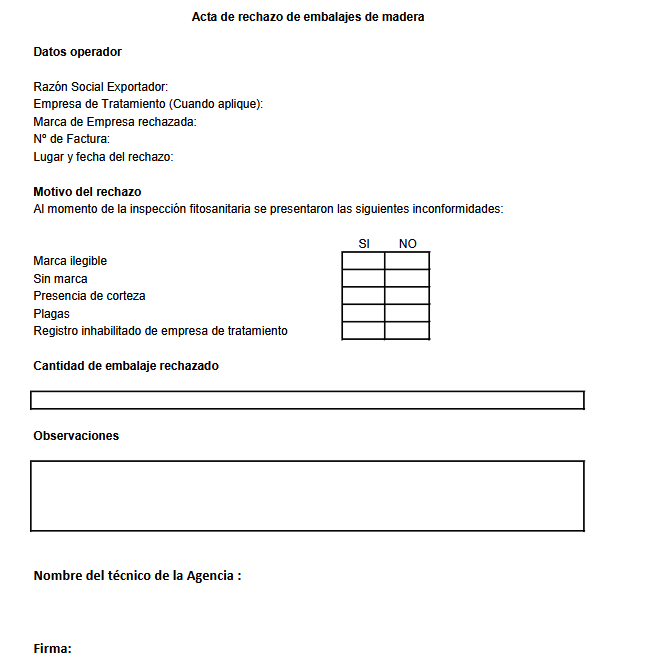 Acta de rechazo de embalajes de madera
Datos operador
Razón Social Exportador:
Empresa de Tratamiento (Cuando aplique):
Marca de Empresa rechazada:
Nº de Factura:
Lugar y fecha del rechazo:
Motivo del rechazo
Al momento de la inspección fitosanitaria se presentaron las siguientes inconformidades:
SI NO
Marca ilegible
Sin marca
Presencia de corteza
Plagas
Registro inhabilitado de empresa de tratamiento
Cantidad de embalaje rechazado
Observaciones
Nombre del técnico de la Agencia :
Firma: